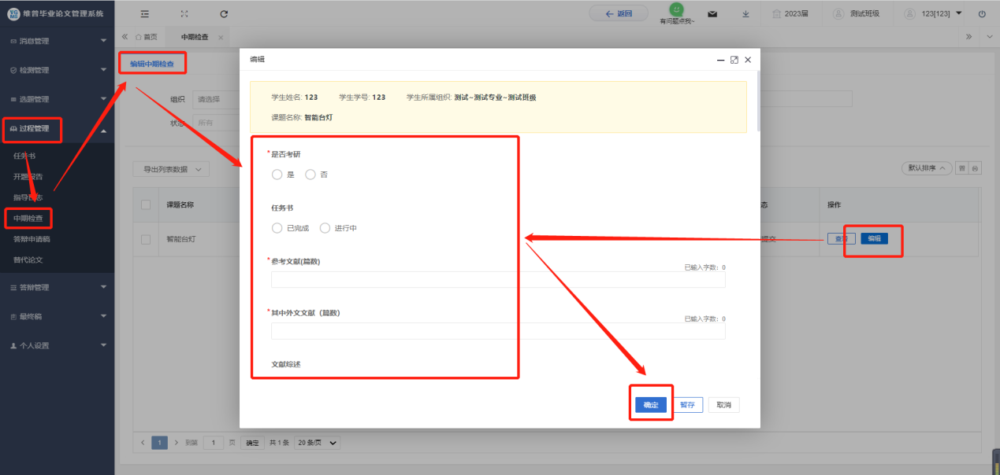 维普毕业论文管理系统
返回
有问题点我~
2023届
测试班级
123[123]
消息管理
检测管理
选题管理
过程管理
任务书
开题报告
指导日志
中期检查
答辩申请稿
替代论文
答辩管理
最终稿
个人设置
首页
中期检查
编辑中期检查
组织
请选择
状态
所有
导出列表数据
默认排序
课题名称
态
操作
智能台灯
提交
查看
编辑
编辑
学生姓名: 123
学生学号: 123
学生所属组织: 测试~测试专业~测试班级
课题名称: 智能台灯
*是否考研
是
否
任务书
已完成
进行中
*参考文献(篇数)
已输入字数: 0
*其中外文文献（篇数）
已输入字数: 0
文献综述
确定
暂存
取消
1
到第
1
页
确定
共 1 条
20 条/页